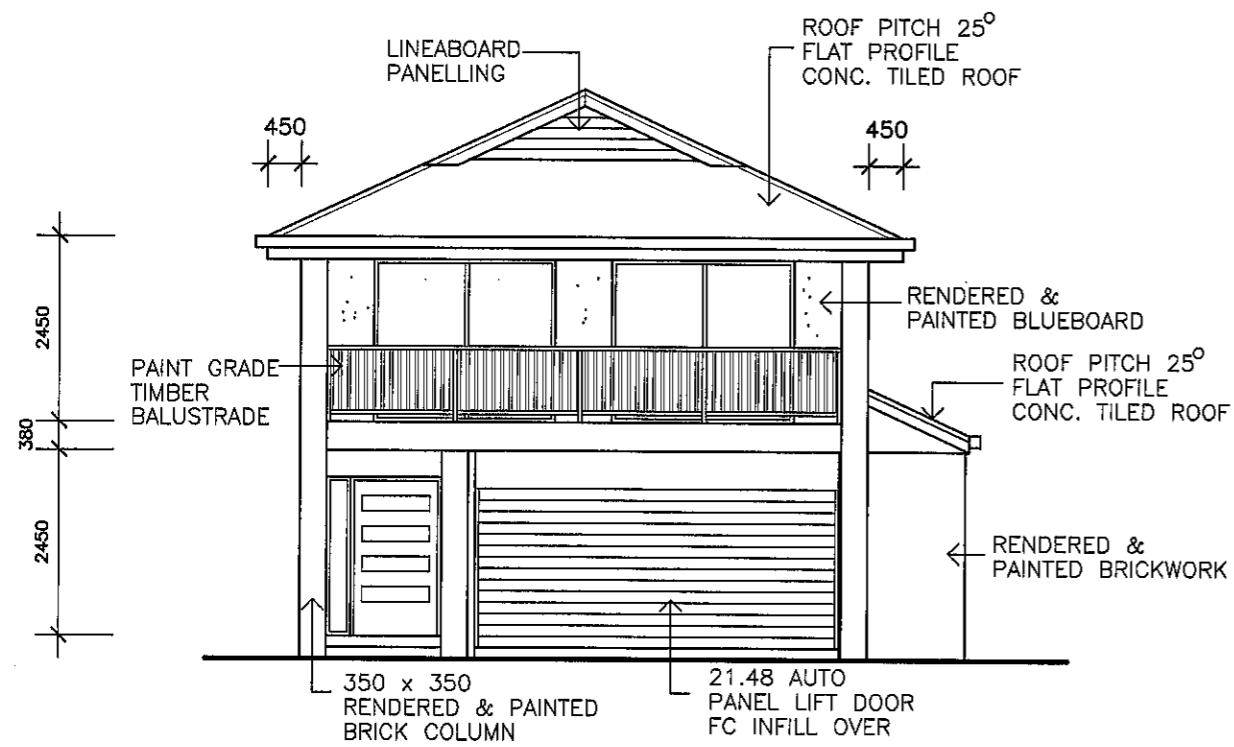 ROOF PITCH 25°
FLAT PROFILE
CONC. TILED ROOF
LINEABOARD
PANELLING
450
450
2450
RENDERED &
PAINTED BLUEBOARD
PAINT GRADE
TIMBER
BALUSTRADE
ROOF PITCH 25°
FLAT PROFILE
CONC. TILED ROOF
380
2450
RENDERED &
PAINTED BRICKWORK
350 x 350
RENDERED & PAINTED
BRICK COLUMN
21.48 AUTO
PANEL LIFT DOOR
FC INFILL OVER